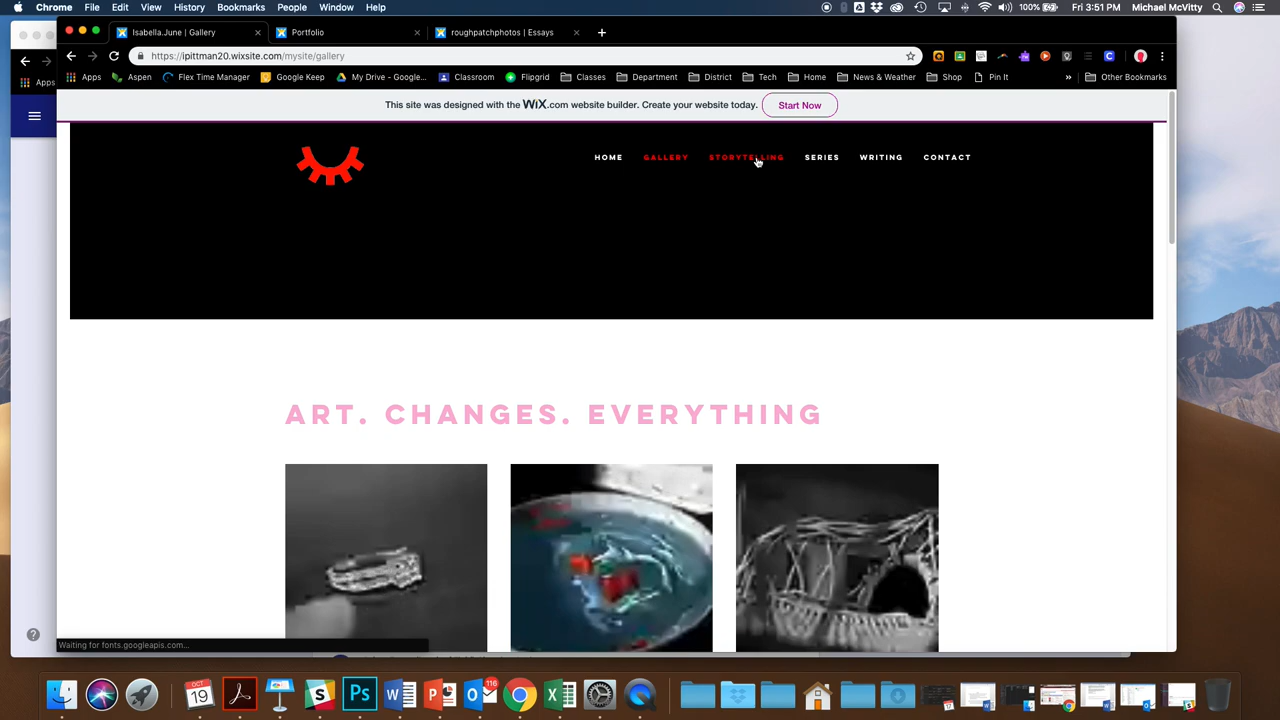 Chrome File Edit View History Bookmarks People Window Help 100% Fri 3:51 PM Michael McVitty
Isabella.June | Gallery Portfolio roughpatchphotos | Essays
https://ipittman20.wixsite.com/mysite/gallery
Apps Apps Aspen Flex Time Manager Google Keep My Drive - Google... Classroom Flipgrid Classes Department District Tech Home News & Weather Shop Pin It Other Bookmarks
This site was designed with the WiX.com website builder. Create your website today. Start Now
HOME GALLERY STORYTELLING SERIES WRITING CONTACT
ART. CHANGES. EVERYTHING
Waiting for fonts.googleapis.com...
OCT
19
116